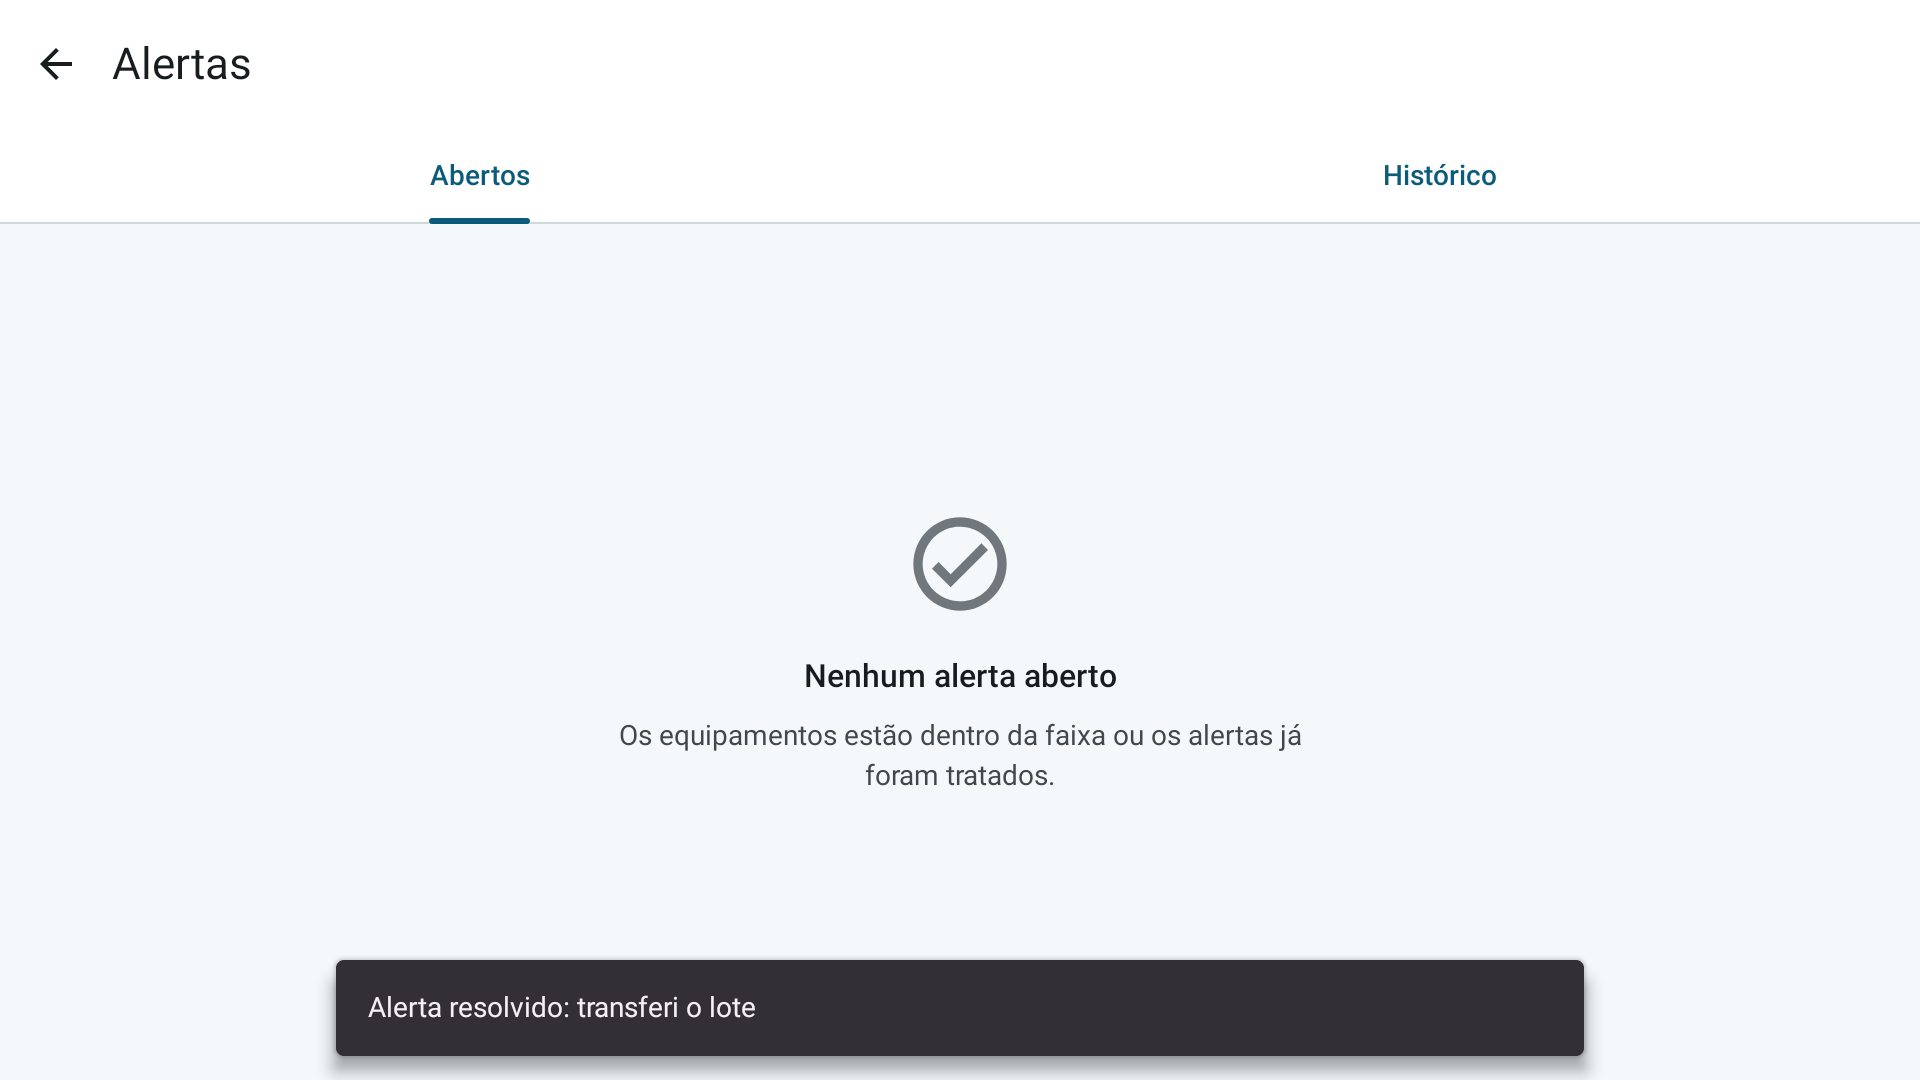 Alertas
Abertos
Histórico
Nenhum alerta aberto
Os equipamentos estão dentro da faixa ou os alertas já
foram tratados.
Alerta resolvido: transferi o lote